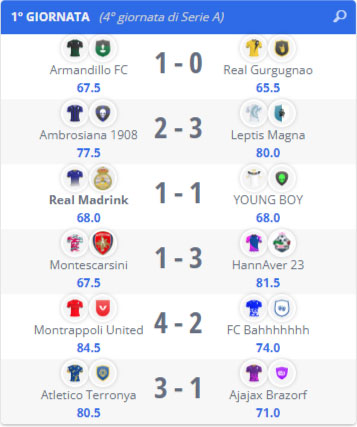 1° GIORNATA (4° giornata di Serie A)
Armandillo FC 1 - 0 Real Gurgugnao
67.5 65.5
Ambrosiana 1908 2 - 3 Leptis Magna
77.5 80.0
Real Madrink 1 - 1 YOUNG BOY
68.0 68.0
Montescarsini 1 - 3 HannAver 23
67.5 81.5
Montrappoli United 4 - 2 FC Bahhhhhhh
84.5 74.0
Atletico Terronya 3 - 1 Ajajax Brazorf
80.5 71.0